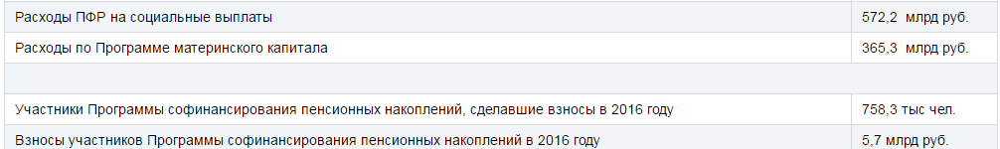 Расходы ПФР на социальные выплаты 572,2 млрд руб.
Расходы по Программе материнского капитала 365,3 млрд руб.
Участники Программы софинансирования пенсионных накоплений, сделавшие взносы в 2016 году 758,3 тыс чел.
Взносы участников Программы софинансирования пенсионных накоплений в 2016 году 5,7 млрд руб.